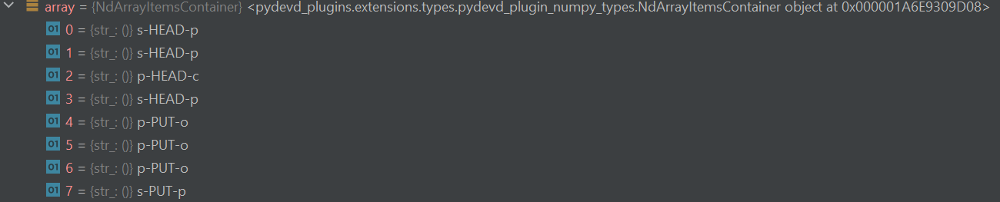 array = {NdArrayItemsContainer} <pydevd_plugins.extensions.types.pydevd_plugin_numpy_types.NdArrayItemsContainer object at 0x000001A6E9309D08>
01 0 = {str_: ()} s-HEAD-p
01 1 = {str_: ()} s-HEAD-p
01 2 = {str_: ()} p-HEAD-c
01 3 = {str_: ()} s-HEAD-p
01 4 = {str_: ()} p-PUT-o
01 5 = {str_: ()} p-PUT-o
01 6 = {str_: ()} p-PUT-o
01 7 = {str_: ()} s-PUT-p